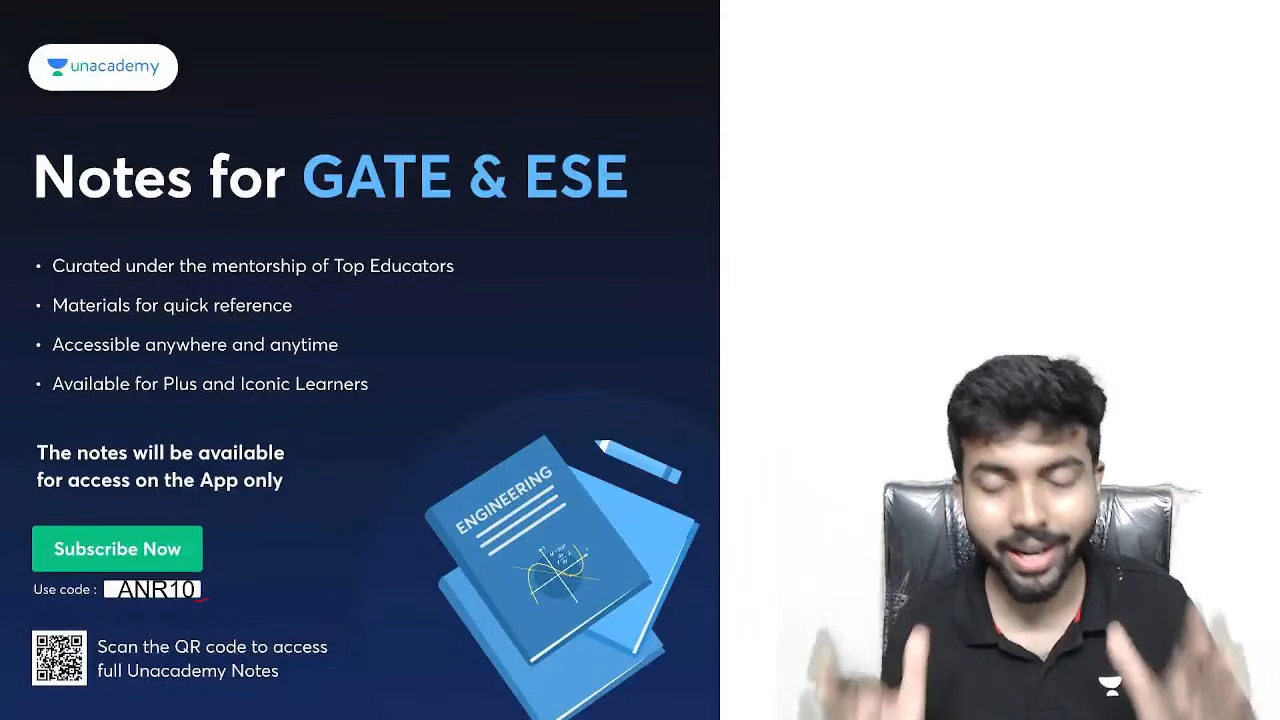 unacademy
Notes for GATE & ESE
• Curated under the mentorship of Top Educators
• Materials for quick reference
• Accessible anywhere and anytime
• Available for Plus and Iconic Learners
The notes will be available
for access on the App only
Subscribe Now
Use code : ANR10
Scan the QR code to access
full Unacademy Notes
ENGINEERING